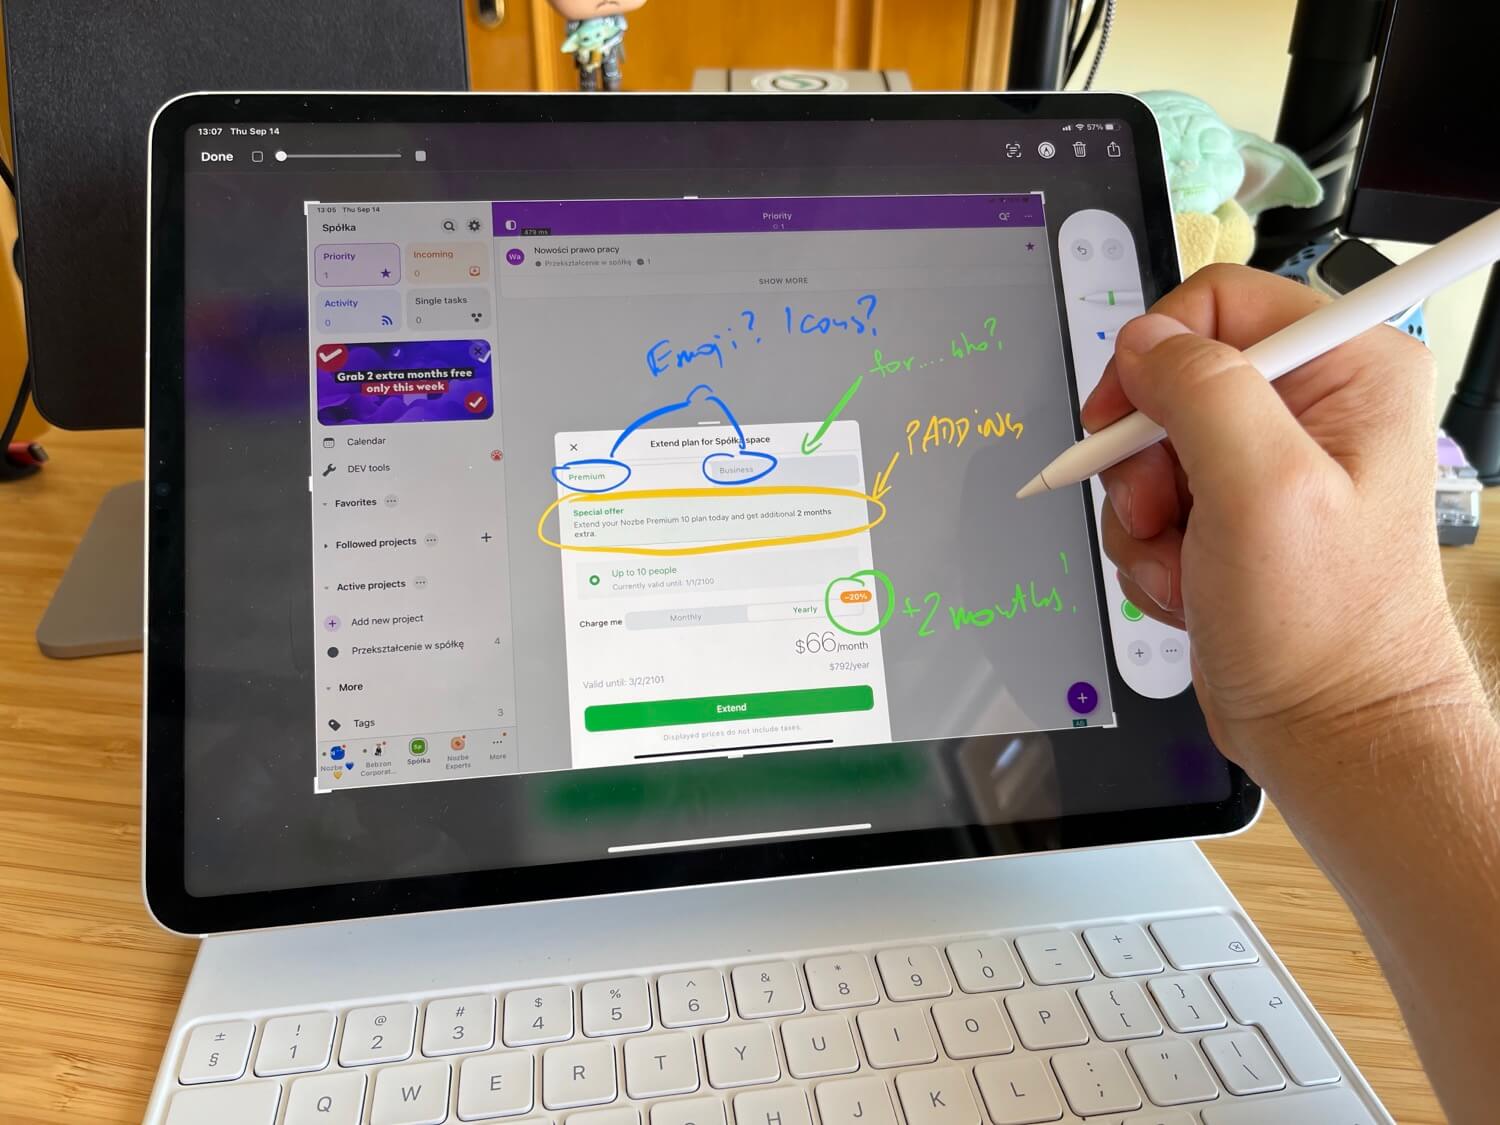 13:07 Thu Sep 14
57%
Done
13:05 Thu Sep 14
Spółka
Priority
1
Incoming
0
Activity
0
Single tasks
0
Grab 2 extra months free
only this week
Calendar
DEV tools
Favorites
Followed projects
Active projects
Add new project
Przekształcenie w spółkę 4
More
Tags 3
Nozbe
Bebzon
Corporat...
Sp
Spółka
Nozbe
Experts
More
479 ms
Priority
1
Wa
Nowości prawo pracy
Przekształcenie w spółkę 1
SHOW MORE
Emoji? Icons?
for.... who?
PADDING
Extend plan for Spółka space
Premium
Business
Special offer
Extend your Nozbe Premium 10 plan today and get additional 2 months
extra.
Up to 10 people
Currently valid until: 1/1/2100
Charge me
Monthly
Yearly
-20%
+2 months!
$66/month
$792/year
Valid until: 3/2/2101
Extend
Displayed prices do not include taxes.
± § ! 1 @ 2 # 3 $ 4 % 5 ^ 6 & 7 * 8 ( 9 ) 0 _ - + =
Q W E R T Y U I O P { [ } ]
H J K L : ; " ' | \